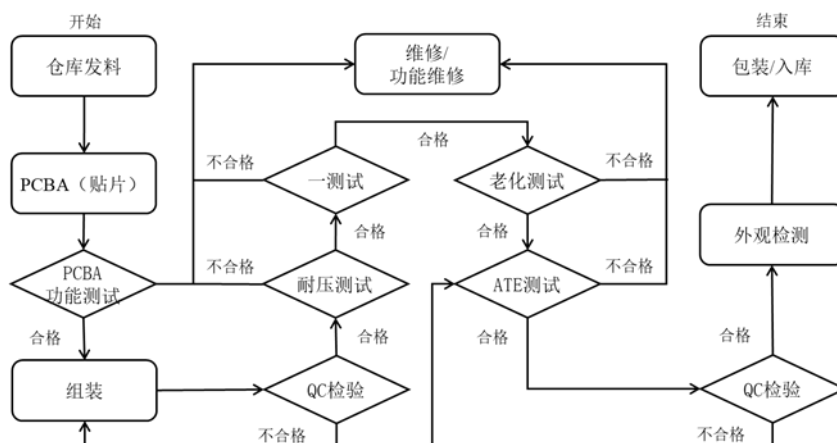 开始
结束
仓库发料
维修/
功能维修
包装/入库
不合格
合格
不合格
PCBA（贴片）
一测试
老化测试
合格
合格
外观检测
PCBA
功能测试
不合格
耐压测试
ATE测试
不合格
合格
合格
合格
合格
组装
QC检验
QC检验
不合格
不合格